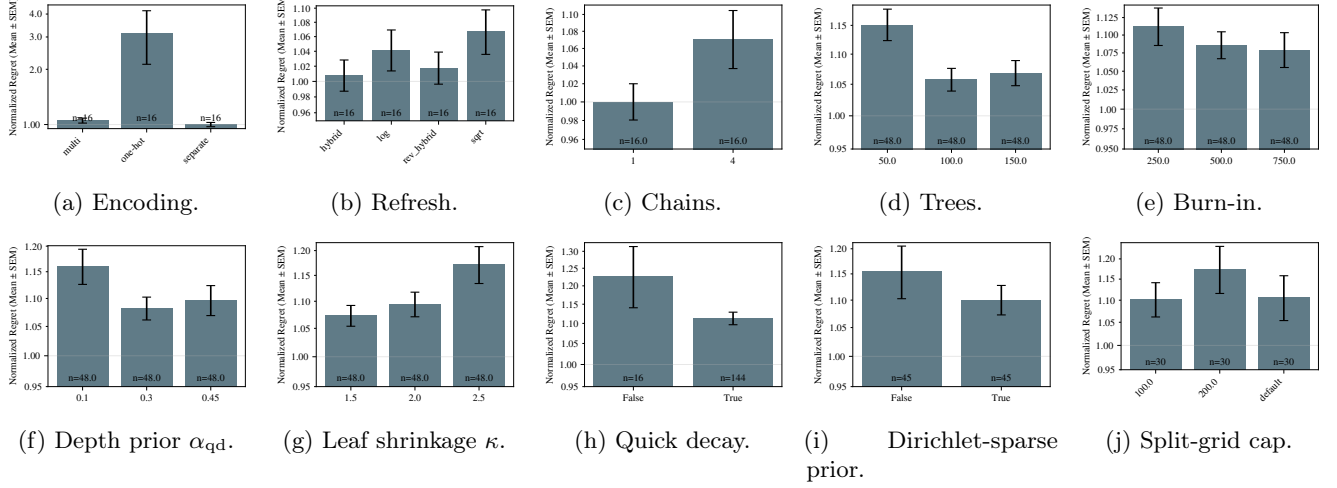 Normalized Regret (Mean ± SEM)
4.0
3.0
2.0
1.00
n=16
n=16
n=16
multi
one-hot
separate
(a) Encoding.
Normalized Regret (Mean ± SEM)
1.10
1.08
1.06
1.04
1.02
1.00
0.98
0.96
n=16
n=16
n=16
n=16
hybrid
log
rev_hybrid
sqrt
(b) Refresh.
Normalized Regret (Mean ± SEM)
1.10
1.08
1.06
1.04
1.02
1.00
0.98
0.96
n=16.0
n=16.0
1
4
(c) Chains.
Normalized Regret (Mean ± SEM)
1.15
1.10
1.05
1.00
0.95
n=48.0
n=48.0
n=48.0
50.0
100.0
150.0
(d) Trees.
Normalized Regret (Mean ± SEM)
1.125
1.100
1.075
1.050
1.025
1.000
0.975
0.950
n=48.0
n=48.0
n=48.0
250.0
500.0
750.0
(e) Burn-in.
Normalized Regret (Mean ± SEM)
1.20
1.15
1.10
1.05
1.00
0.95
n=48.0
n=48.0
n=48.0
0.1
0.3
0.45
(f) Depth prior α_qd.
Normalized Regret (Mean ± SEM)
1.20
1.15
1.10
1.05
1.00
0.95
n=48.0
n=48.0
n=48.0
1.5
2.0
2.5
(g) Leaf shrinkage κ.
Normalized Regret (Mean ± SEM)
1.30
1.25
1.20
1.15
1.10
1.05
1.00
0.95
n=16
n=144
False
True
(h) Quick decay.
Normalized Regret (Mean ± SEM)
1.20
1.15
1.10
1.05
1.00
0.95
n=45
n=45
False
True
(i) Dirichlet-sparse
prior.
Normalized Regret (Mean ± SEM)
1.20
1.15
1.10
1.05
1.00
0.95
n=30
n=30
n=30
100.0
200.0
default
(j) Split-grid cap.